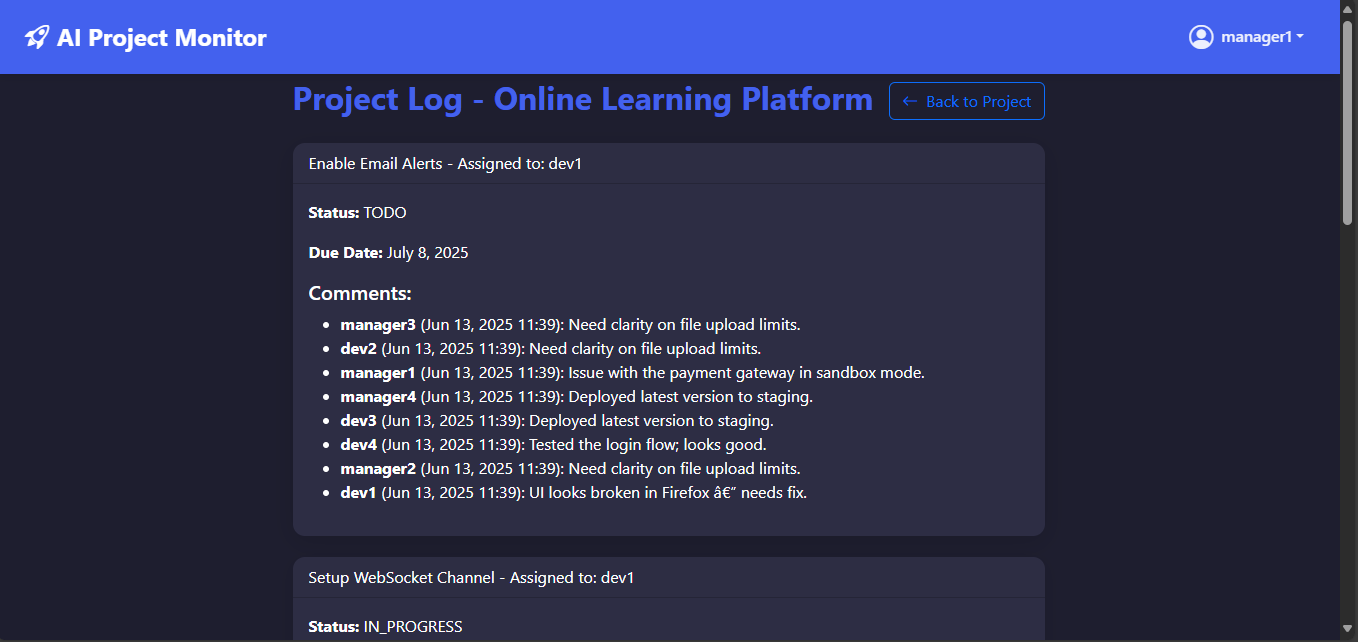 AI Project Monitor
manager1
Project Log - Online Learning Platform
← Back to Project
Enable Email Alerts - Assigned to: dev1
Status: TODO
Due Date: July 8, 2025
Comments:
• manager3 (Jun 13, 2025 11:39): Need clarity on file upload limits.
• dev2 (Jun 13, 2025 11:39): Need clarity on file upload limits.
• manager1 (Jun 13, 2025 11:39): Issue with the payment gateway in sandbox mode.
• manager4 (Jun 13, 2025 11:39): Deployed latest version to staging.
• dev3 (Jun 13, 2025 11:39): Deployed latest version to staging.
• dev4 (Jun 13, 2025 11:39): Tested the login flow; looks good.
• manager2 (Jun 13, 2025 11:39): Need clarity on file upload limits.
• dev1 (Jun 13, 2025 11:39): UI looks broken in Firefox â€“ needs fix.
Setup WebSocket Channel - Assigned to: dev1
Status: IN_PROGRESS